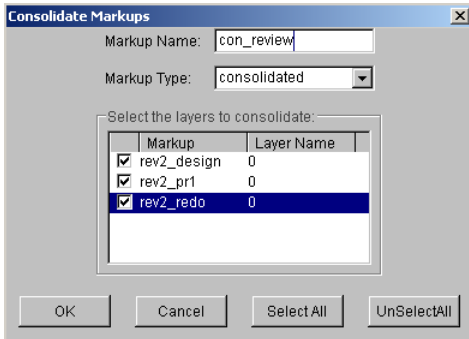 Consolidate Markups
Markup Name: con_review
Markup Type: consolidated
Select the layers to consolidate:
Markup Layer Name
rev2_design 0
rev2_pr1 0
rev2_redo 0
OK Cancel Select All UnSelectAll